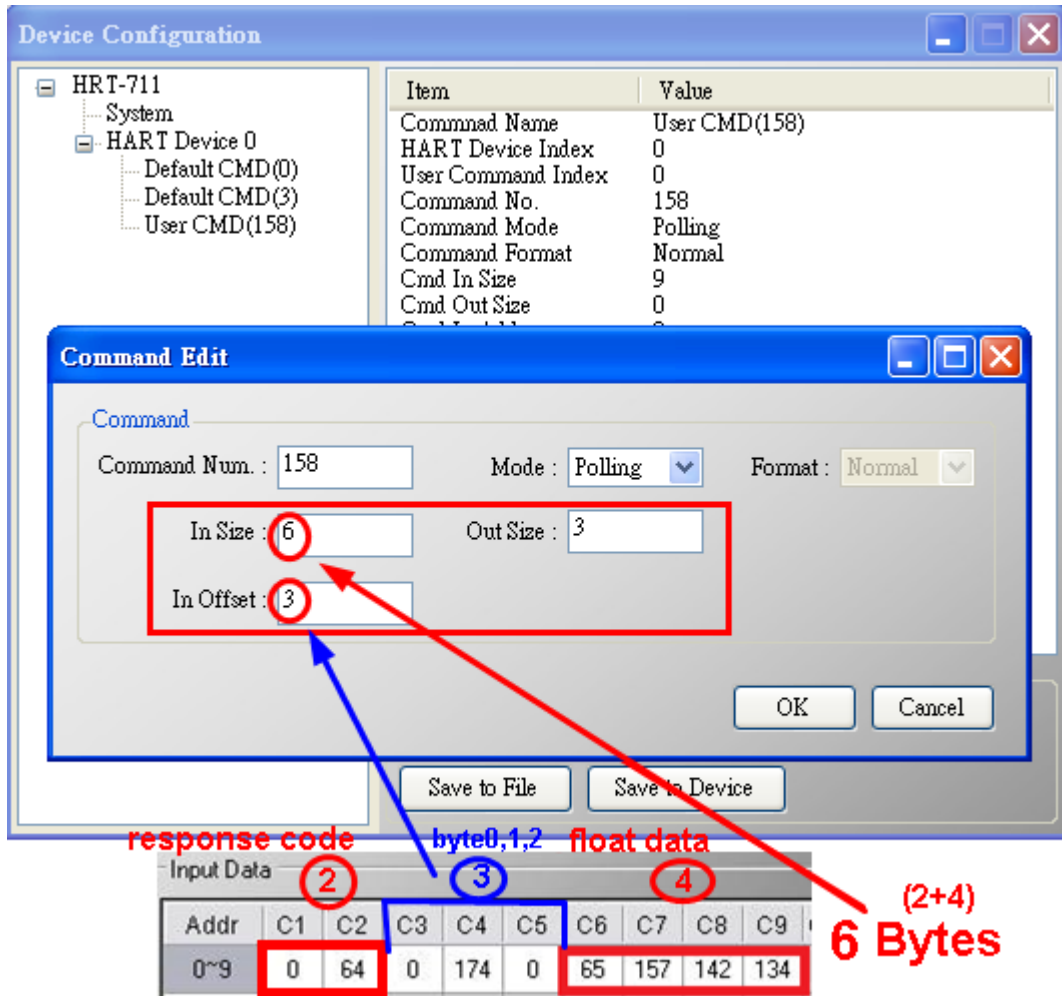 Device Configuration
HRT-711
System
HART Device 0
Default CMD(0)
Default CMD(3)
User CMD(158)
Item Value
Commnad Name User CMD(158)
HART Device Index 0
User Command Index 0
Command No. 158
Command Mode Polling
Command Format Normal
Cmd In Size 9
Cmd Out Size 0
Command Edit
Command
Command Num. : 158 Mode : Polling Format : Normal
In Size : 6 Out Size : 3
In Offset : 3
OK Cancel
Save to File Save to Device
response code byte0,1,2 float data
Input Data 2 3 4
(2+4)
6 Bytes
Addr C1 C2 C3 C4 C5 C6 C7 C8 C9
0~9 0 64 0 174 0 65 157 142 134